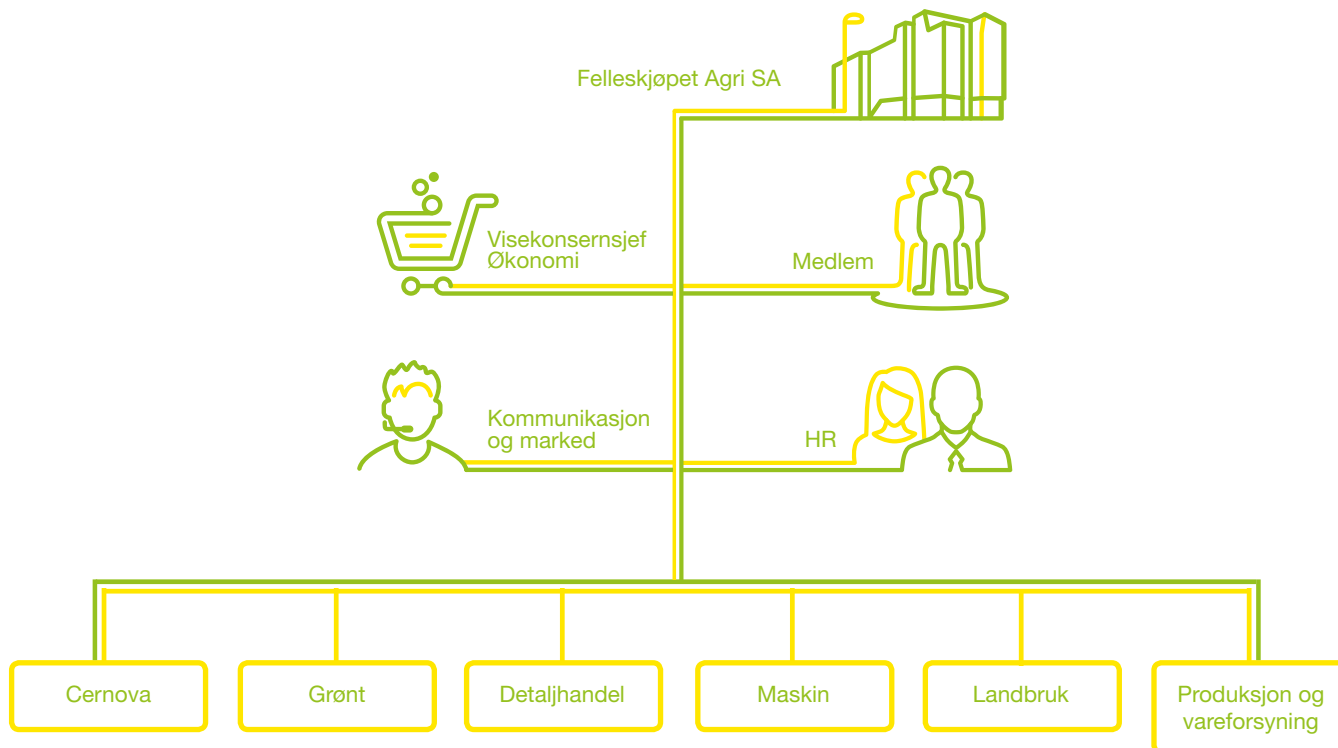 Felleskjøpet Agri SA
Visekonsernsjef
Økonomi
Medlem
Kommunikasjon
og marked
HR
Cernova
Grønt
Detaljhandel
Maskin
Landbruk
Produksjon og
vareforsyning